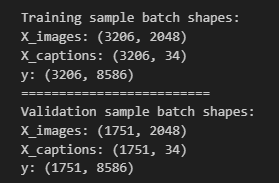 Training sample batch shapes:
X_images: (3206, 2048)
X_captions: (3206, 34)
y: (3206, 8586)
=========================
Validation sample batch shapes:
X_images: (1751, 2048)
X_captions: (1751, 34)
y: (1751, 8586)